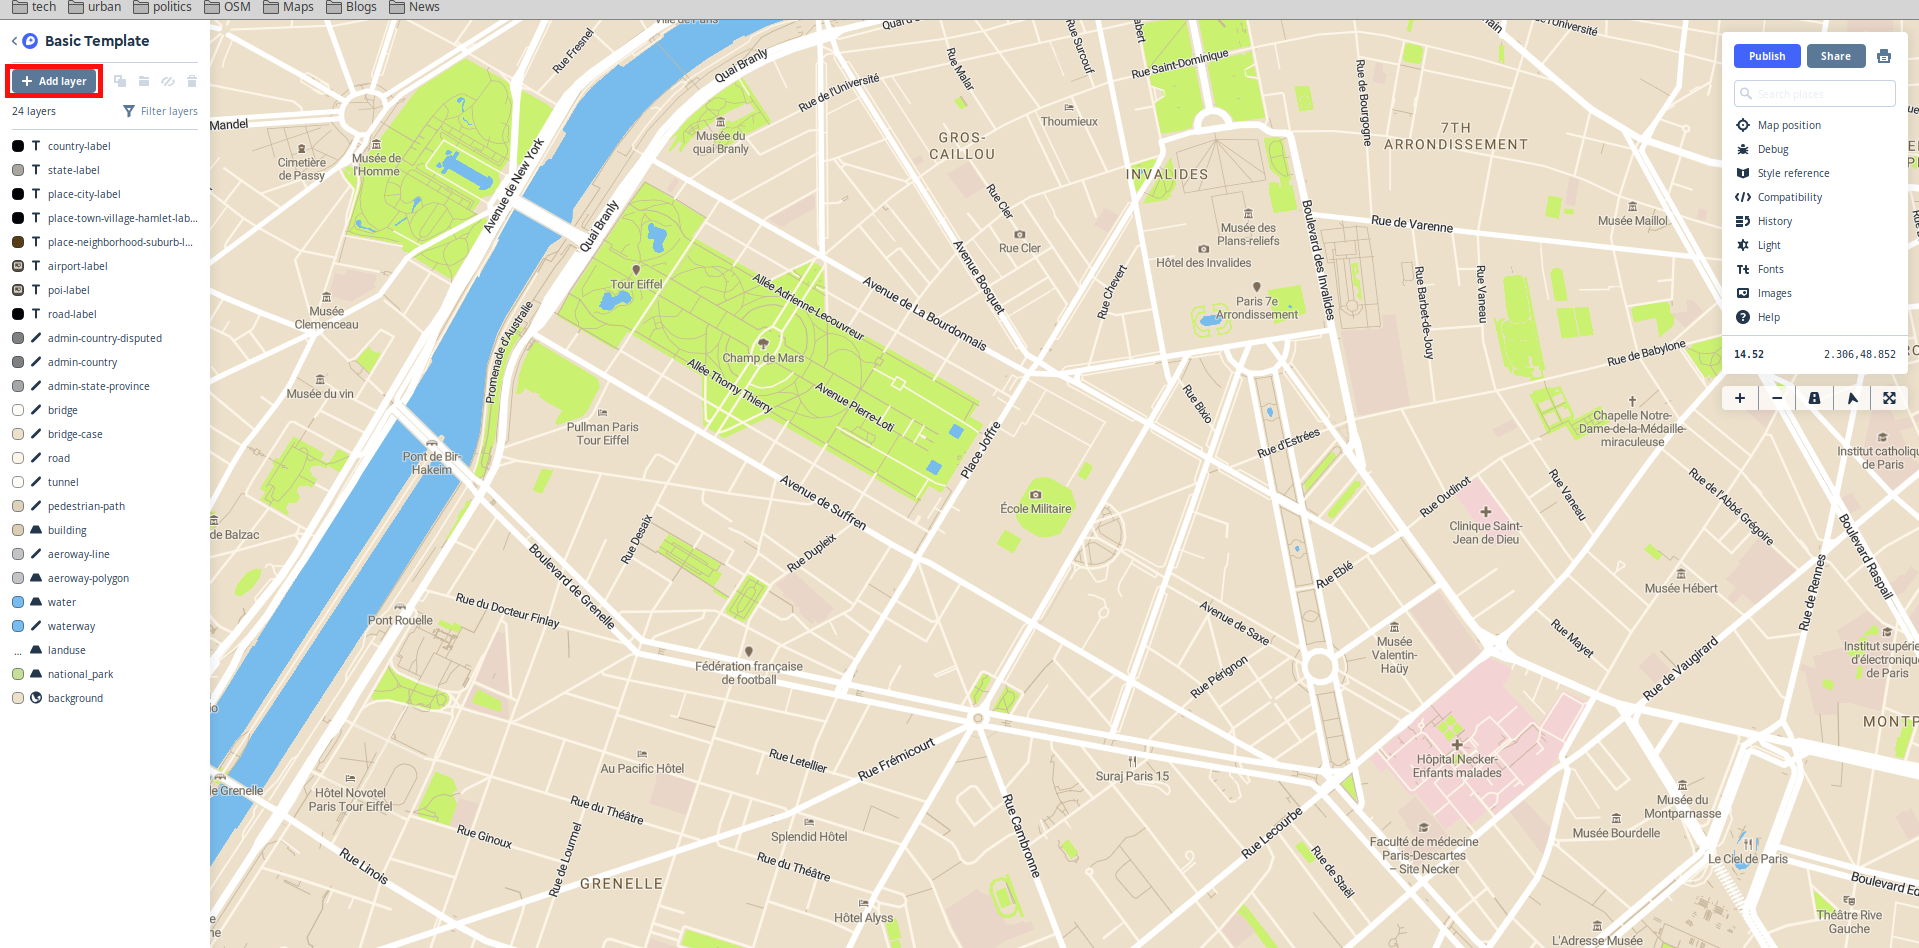 tech
urban
politics
OSM
Maps
Blogs
News
Basic Template
Add layer
24 layers
Filter layers
country-label
state-label
place-city-label
place-town-village-hamlet-lab...
place-neighborhood-suburb-l...
airport-label
poi-label
road-label
admin-country-disputed
admin-country
admin-state-province
bridge
bridge-case
road
tunnel
pedestrian-path
building
aeroway-line
aeroway-polygon
water
waterway
landuse
national_park
background
Publish
Share
Search places
Map position
Debug
Style reference
Compatibility
History
Light
Fonts
Images
Help
14.52
2.306,48.852
Ville de Paris
Rue Fresnel
Quai Branly
Rue de l'Université
Rue Malar
Rue Surcouf
Rue Saint-Dominique
Rue de Bourgogne
l'Université
Mandel
Cimetière
de Passy
Musée de
l'Homme
Avenue de New York
Musée du
quai Branly
GROS-
CAILLOU
Thoumieux
7TH
ARRONDISSEMENT
INVALIDES
Rue Cler
Rue Cler
Musée des
Plans-reliefs
Hôtel des Invalides
Boulevard des Invalides
Rue de Varenne
Musée Maillol
Quai Branly
Tour Eiffel
Allée Adrienne-Lecouvreur
Avenue de La Bourdonnais
Avenue Bosquet
Rue Chevert
Paris 7e
Arrondissement
Rue Barbet-de-Jouy
Rue Vaneau
Rue de Babylone
Musée
Clemenceau
Promenade d'Australie
Champ de Mars
Allée Thomy Thierry
Avenue Pierre-Loti
Musée du vin
Pullman Paris
Tour Eiffel
Place Joffre
Rue Bixio
Rue d'Estrées
Chapelle Notre-
Dame-de-la-Médaille-
miraculeuse
Institut catholiqu
de Paris
Pont de Bir-
Hakeim
Avenue de Suffren
École Militaire
Rue Oudinot
Rue Vaneau
Rue de l'Abbé Grégoire
Clinique Saint-
Jean de Dieu
Boulevard Raspail
de Balzac
Rue Desaix
Rue Dupleix
Boulevard de Grenelle
Rue Eblé
Musée Hébert
Rue de Rennes
Pont Rouelle
Rue du Docteur Finlay
Avenue de Saxe
Musée
Valentin-
Haüy
Rue Mayet
Rue de Vaugirard
Institut supérie
d'électronique
de Paris
Fédération française
de football
Rue Pérignon
MONTP
Au Pacific Hôtel
Rue Letellier
Rue Frémicourt
Suraj Paris 15
Hôpital Necker-
Enfants malades
le Grenelle
Hôtel Novotel
Paris Tour Eiffel
Rue du Théâtre
Splendid Hôtel
Rue Cambronne
Rue Lecourbe
Musée du
Montparnasse
Musée Bourdelle
Rue Ginoux
Rue de Lourmel
Rue du Théâtre
Faculté de médecine
Paris-Descartes
– Site Necker
Rue de Staël
Le Ciel de Paris
Rue Linois
GRENELLE
Hôtel Alyss
Boulevard Ed
Théâtre Rive
Gauche
L'Adresse Musée